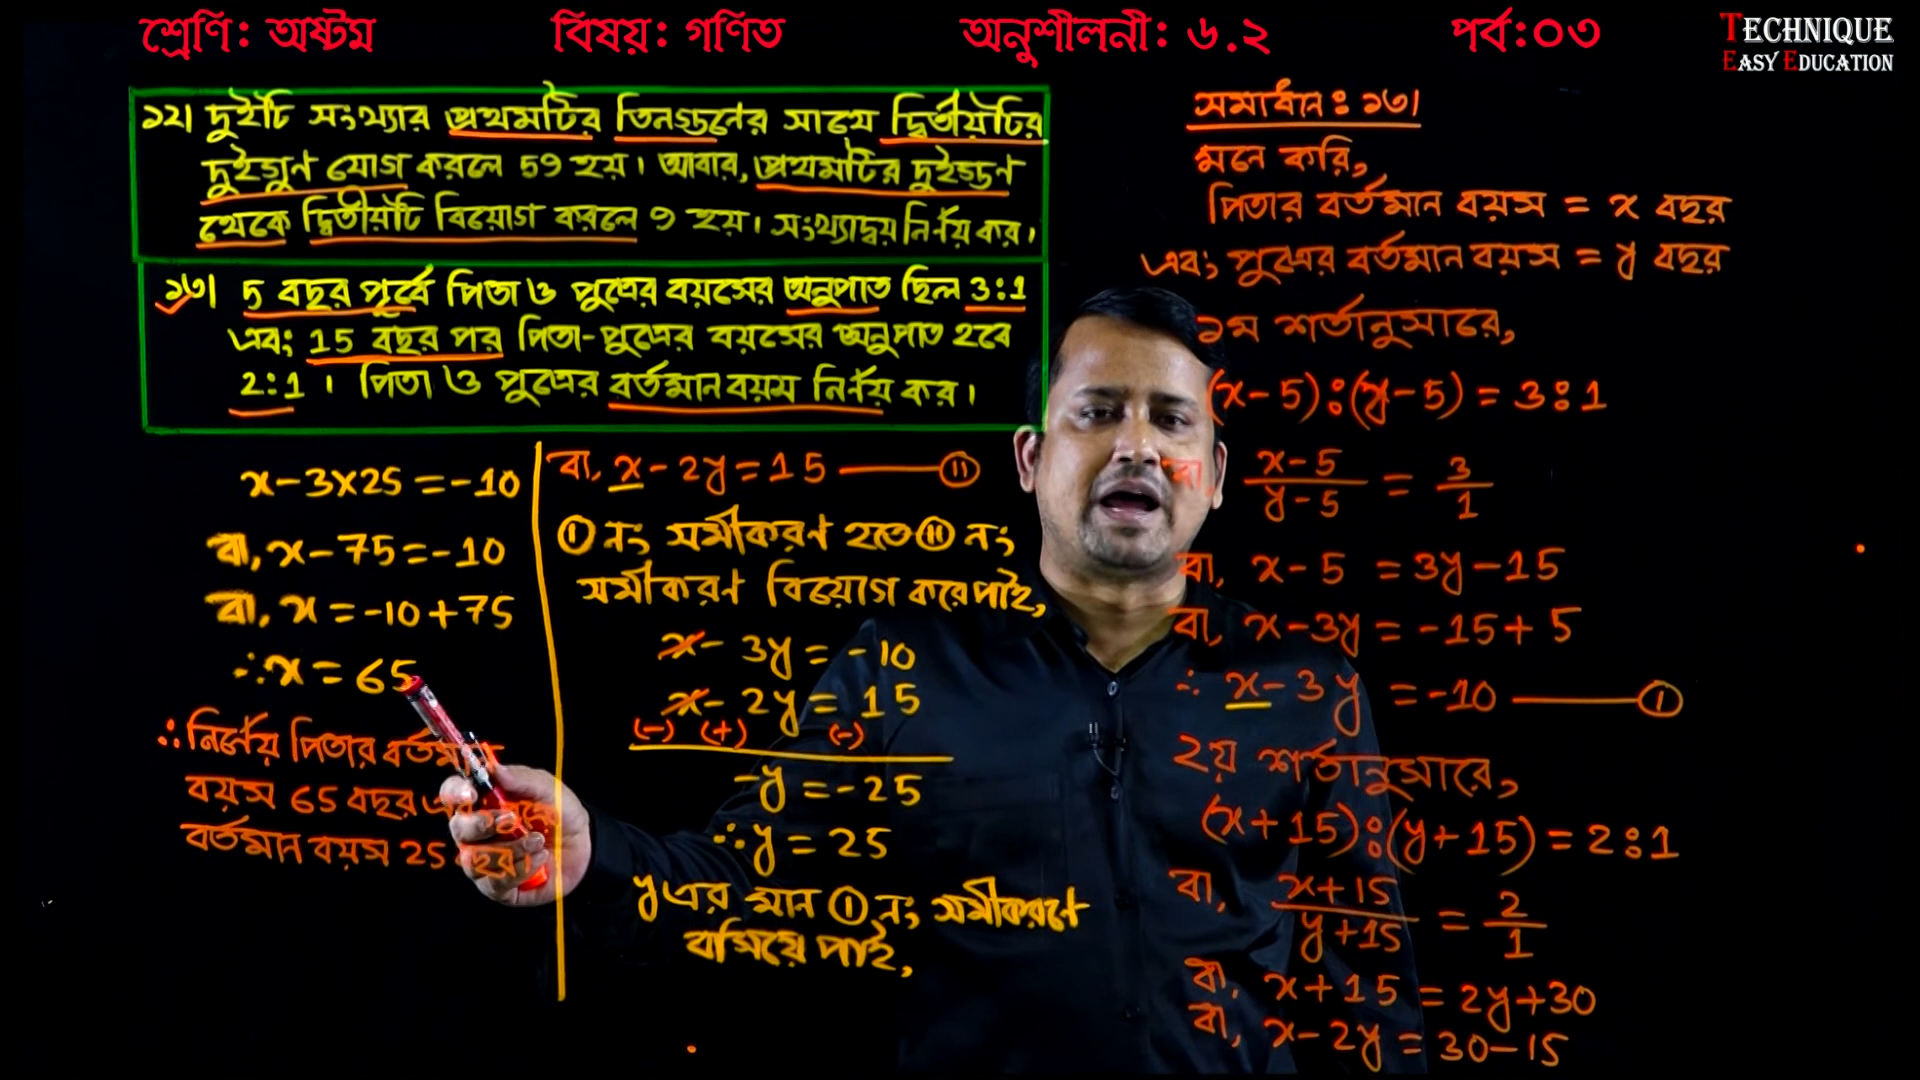 শ্রেণি: অষ্টম
বিষয়: গণিত
অনুশীলনী: ৬.২
পর্ব:০৩
TECHNIQUE
EASY EDUCATION
১২। দুইটি সংখ্যার প্রথমটির তিনগুণের সাথে দ্বিতীয়টির
দুইগুণ যোগ করলে 59 হয়। আবার, প্রথমটির দুইগুণ
থেকে দ্বিতীয়টি বিয়োগ করলে 9 হয়। সংখ্যাদ্বয় নির্ণয় কর।
১৩। 5 বছর পূর্বে পিতা ও পুত্রের বয়সের অনুপাত ছিল 3:1
এবং 15 বছর পর পিতা-পুত্রের বয়সের অনুপাত হবে
2:1 । পিতা ও পুত্রের বর্তমান বয়স নির্ণয় কর।
সমাধান: ১৩।
মনে করি,
পিতার বর্তমান বয়স = x বছর
এবং পুত্রের বর্তমান বয়স = y বছর
১ম শর্তানুসারে,
(x-5):(y-5) = 3:1
বা, x-5/y-5 = 3/1
বা, x-5 = 3y-15
বা, x-3y = -15+5
∴ x-3y = -10 ——— (i)
২য় শর্তানুসারে,
(x+15):(y+15) = 2:1
বা, x+15/y+15 = 2/1
বা, x+15 = 2y+30
বা, x-2y = 30-15
বা, x-2y = 15 ——— (ii)
(i) নং সমীকরণ হতে (ii) নং
সমীকরণ বিয়োগ করে পাই,
x- 3y = -10
x- 2y = 15
(-) (+) (-)
-y = -25
∴ y = 25
y এর মান (i) নং সমীকরণে
বসিয়ে পাই,
x-3x25 = -10
বা, x-75 = -10
বা, x = -10+75
∴ x = 65
∴ নির্ণেয় পিতার বর্তমান
বয়স 65 বছর
বর্তমান বয়স 25 বছর।